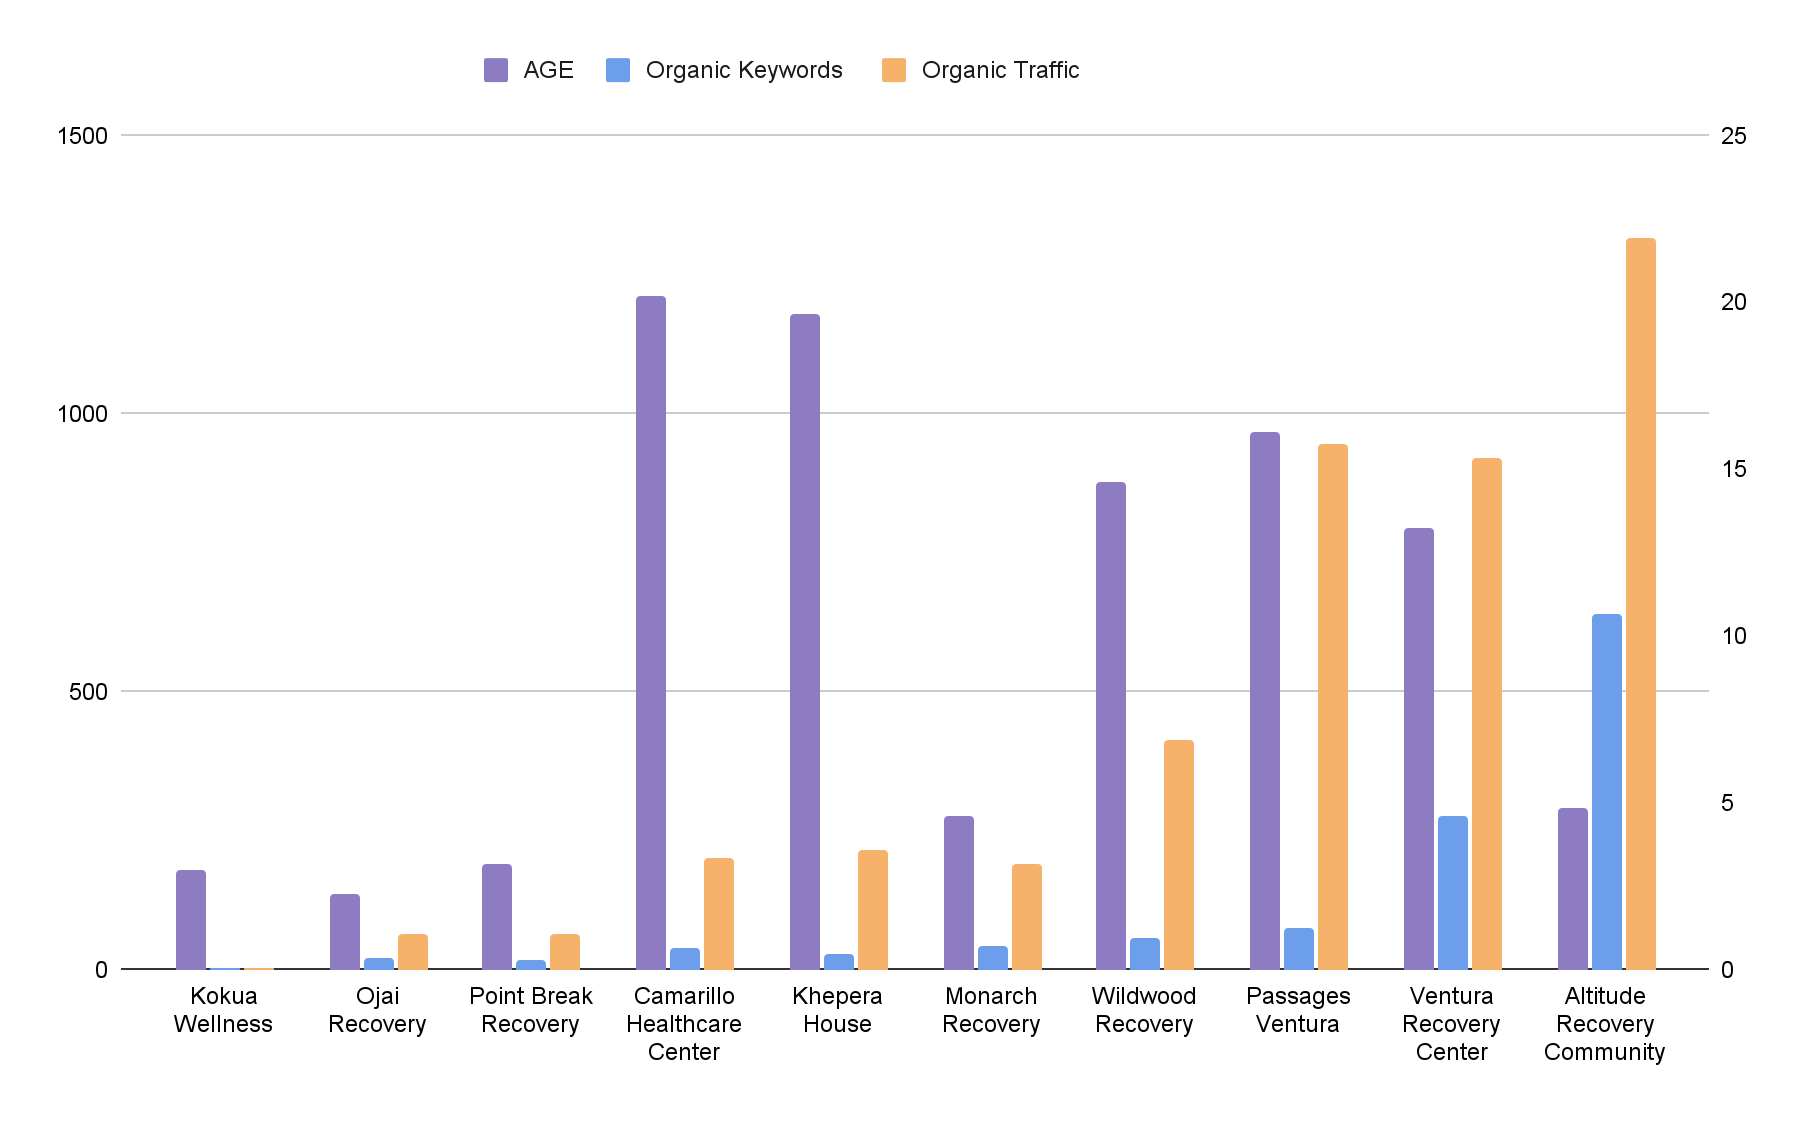 AGE Organic Keywords Organic Traffic
1500
1000
500
0
25
20
15
10
5
0
Kokua
Wellness
Ojai
Recovery
Point Break
Recovery
Camarillo
Healthcare
Center
Khepera
House
Monarch
Recovery
Wildwood
Recovery
Passages
Ventura
Ventura
Recovery
Center
Altitude
Recovery
Community